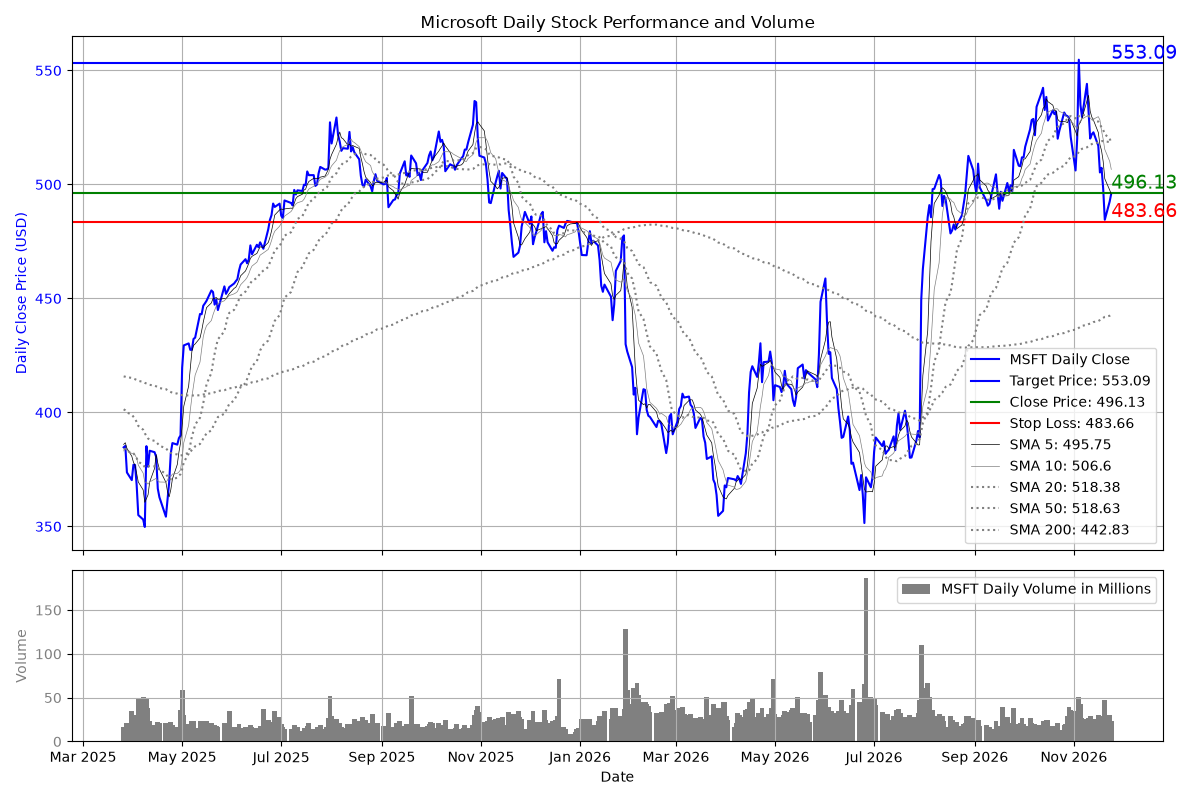 Microsoft Daily Stock Performance and Volume
553.09
550
500
496.13
483.66
450
400
350
Daily Close Price (USD)
MSFT Daily Close
Target Price: 553.09
Close Price: 496.13
Stop Loss: 483.66
SMA 5: 495.75
SMA 10: 506.6
SMA 20: 518.38
SMA 50: 518.63
SMA 200: 442.83
MSFT Daily Volume in Millions
150
100
50
0
Volume
Mar 2025 May 2025 Jul 2025 Sep 2025 Nov 2025 Jan 2026 Mar 2026 May 2026 Jul 2026 Sep 2026 Nov 2026
Date